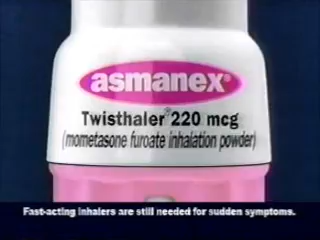 asmanex®
Twisthaler® 220 mcg
(mometasone furoate inhalation powder)
Fast-acting inhalers are still needed for sudden symptoms.